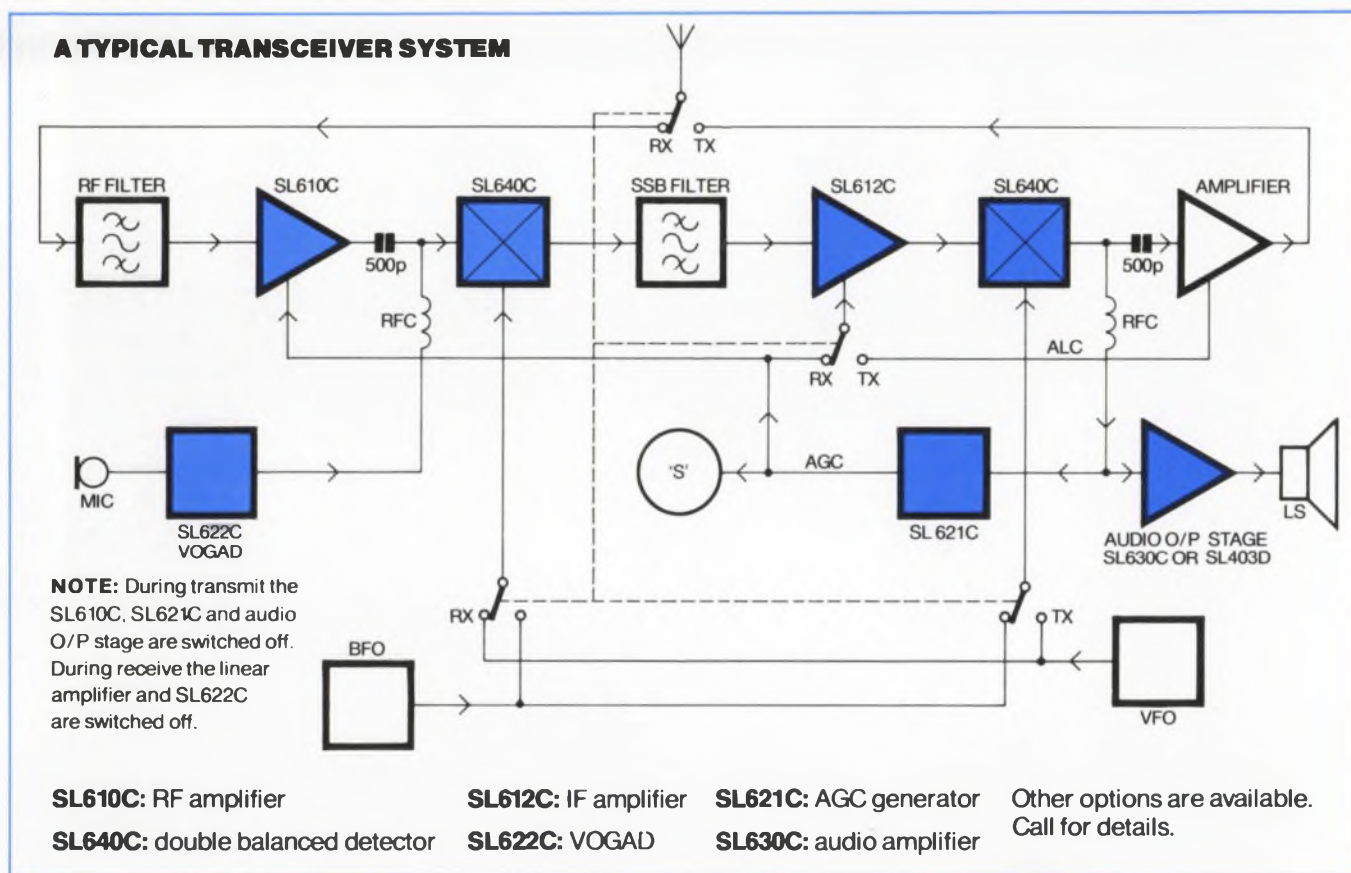 A TYPICAL TRANSCEIVER SYSTEM
RX TX
RF FILTER
SL610C
SL640C
SSB FILTER
SL612C
SL640C
AMPLIFIER
500p
500p
RFC
RFC
ALC
RX TX
MIC
SL622C
VOGAD
'S'
AGC
SL621C
AUDIO O/P STAGE
SL630C OR SL403D
LS
NOTE: During transmit the
SL610C, SL621C and audio
O/P stage are switched off.
During receive the linear
amplifier and SL622C
are switched off.
RX
TX
BFO
VFO
SL610C: RF amplifier
SL612C: IF amplifier
SL621C: AGC generator
Other options are available.
Call for details.
SL640C: double balanced detector
SL622C: VOGAD
SL630C: audio amplifier